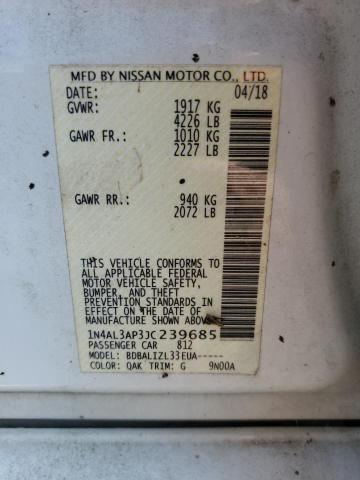 MFD BY NISSAN MOTOR CO., LTD.
DATE: 04/18
GVWR: 1917 KG
4226 LB
GAWR FR.: 1010 KG
2227 LB
GAWR RR.: 940 KG
2072 LB
THIS VEHICLE CONFORMS TO
ALL APPLICABLE FEDERAL
MOTOR VEHICLE SAFETY,
BUMPER, AND THEFT
PREVENTION STANDARDS IN
EFFECT ON THE DATE OF
MANUFACTURE SHOWN ABOVE
1N4AL3AP3JC239685
PASSENGER CAR 812
MODEL: BDBALIZL33EUA-----
COLOR: QAK TRIM: G 9N00A